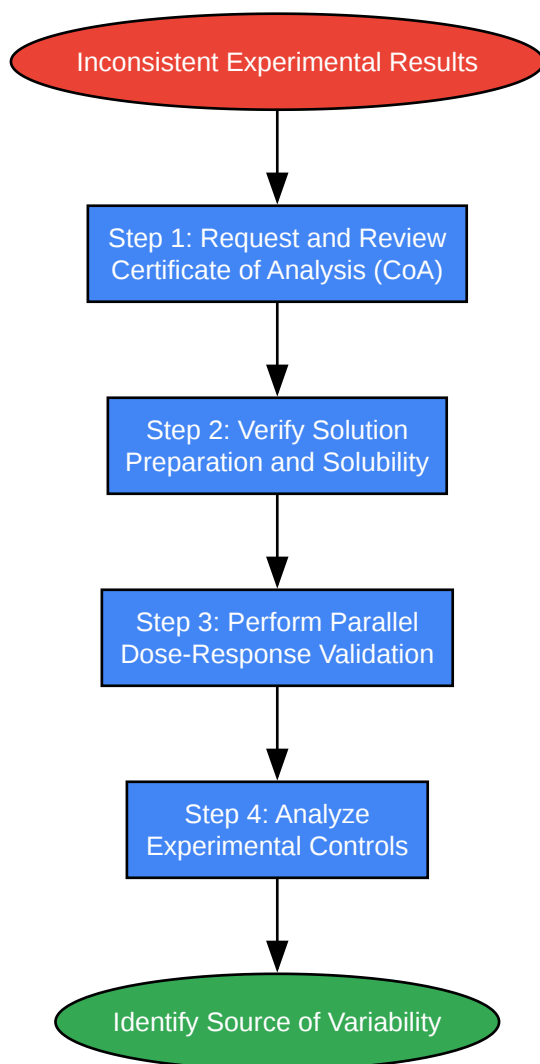 Inconsistent Experimental Results
Step 1: Request and Review
Certificate of Analysis (CoA)
Step 2: Verify Solution
Preparation and Solubility
Step 3: Perform Parallel
Dose-Response Validation
Step 4: Analyze
Experimental Controls
Identify Source of Variability